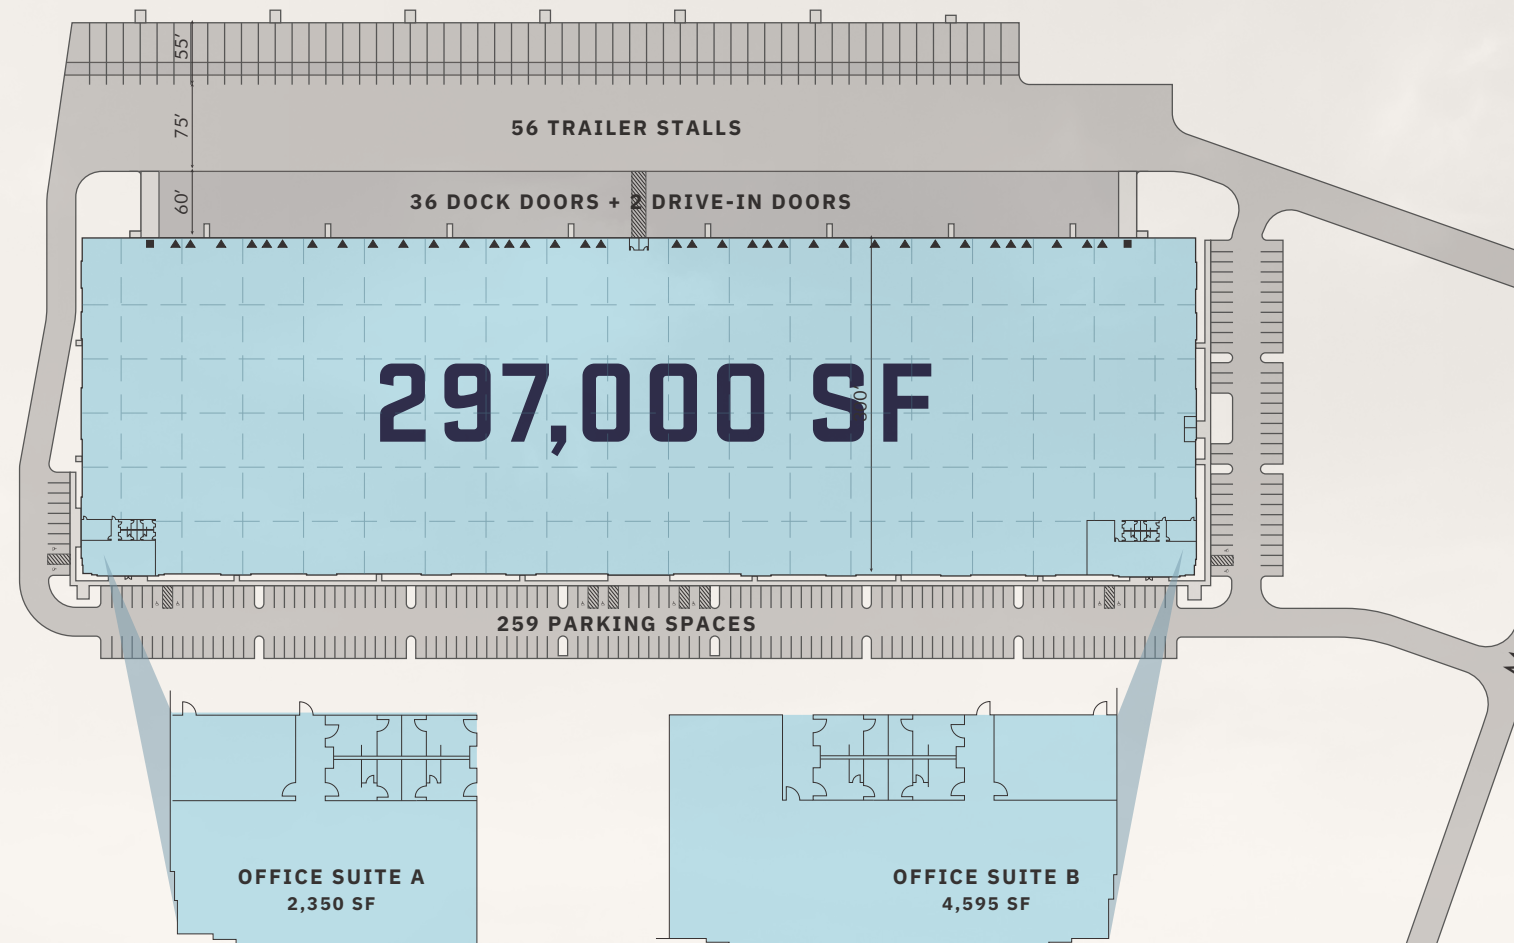 55'
75'
56 TRAILER STALLS
60'
36 DOCK DOORS + 2 DRIVE-IN DOORS
297,000 SF
259 PARKING SPACES
OFFICE SUITE A
2,350 SF
OFFICE SUITE B
4,595 SF